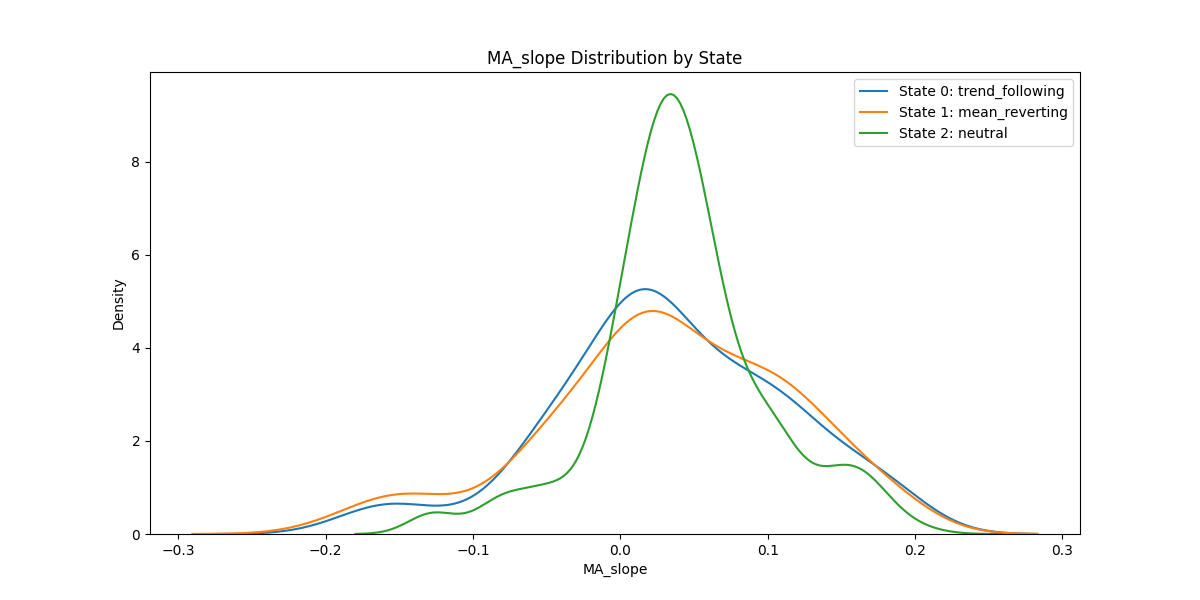 MA_slope Distribution by State
State 0: trend_following
State 1: mean_reverting
State 2: neutral
Density
8
6
4
2
0
−0.3
−0.2
−0.1
0.0
0.1
0.2
0.3
MA_slope